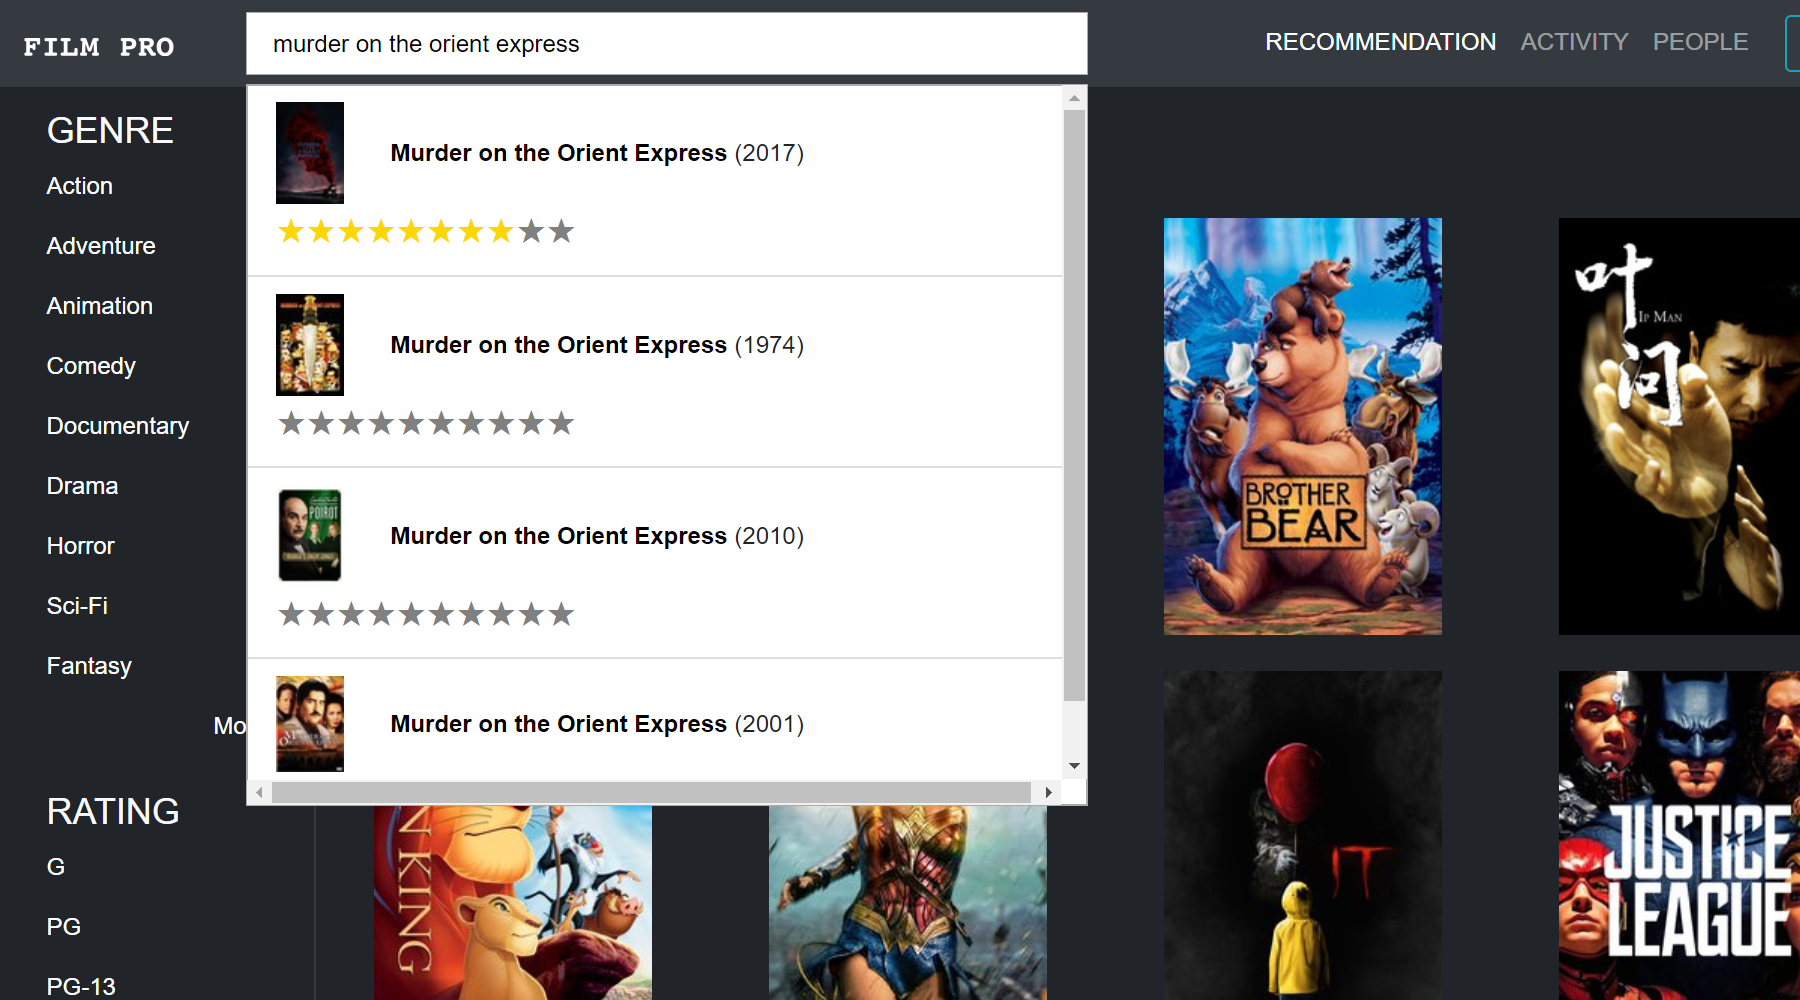 FILM PRO
murder on the orient express
RECOMMENDATION
ACTIVITY
PEOPLE
GENRE
Action
Adventure
Animation
Comedy
Documentary
Drama
Horror
Sci-Fi
Fantasy
Mo
RATING
G
PG
PG-13
Murder on the Orient Express (2017)
Murder on the Orient Express (1974)
POIROT
Murder on the Orient Express (2010)
Murder on the Orient Express (2001)
BROTHER
BEAR
叶
IP MAN
问
N KING
IT
JUSTICE
LEAGUE